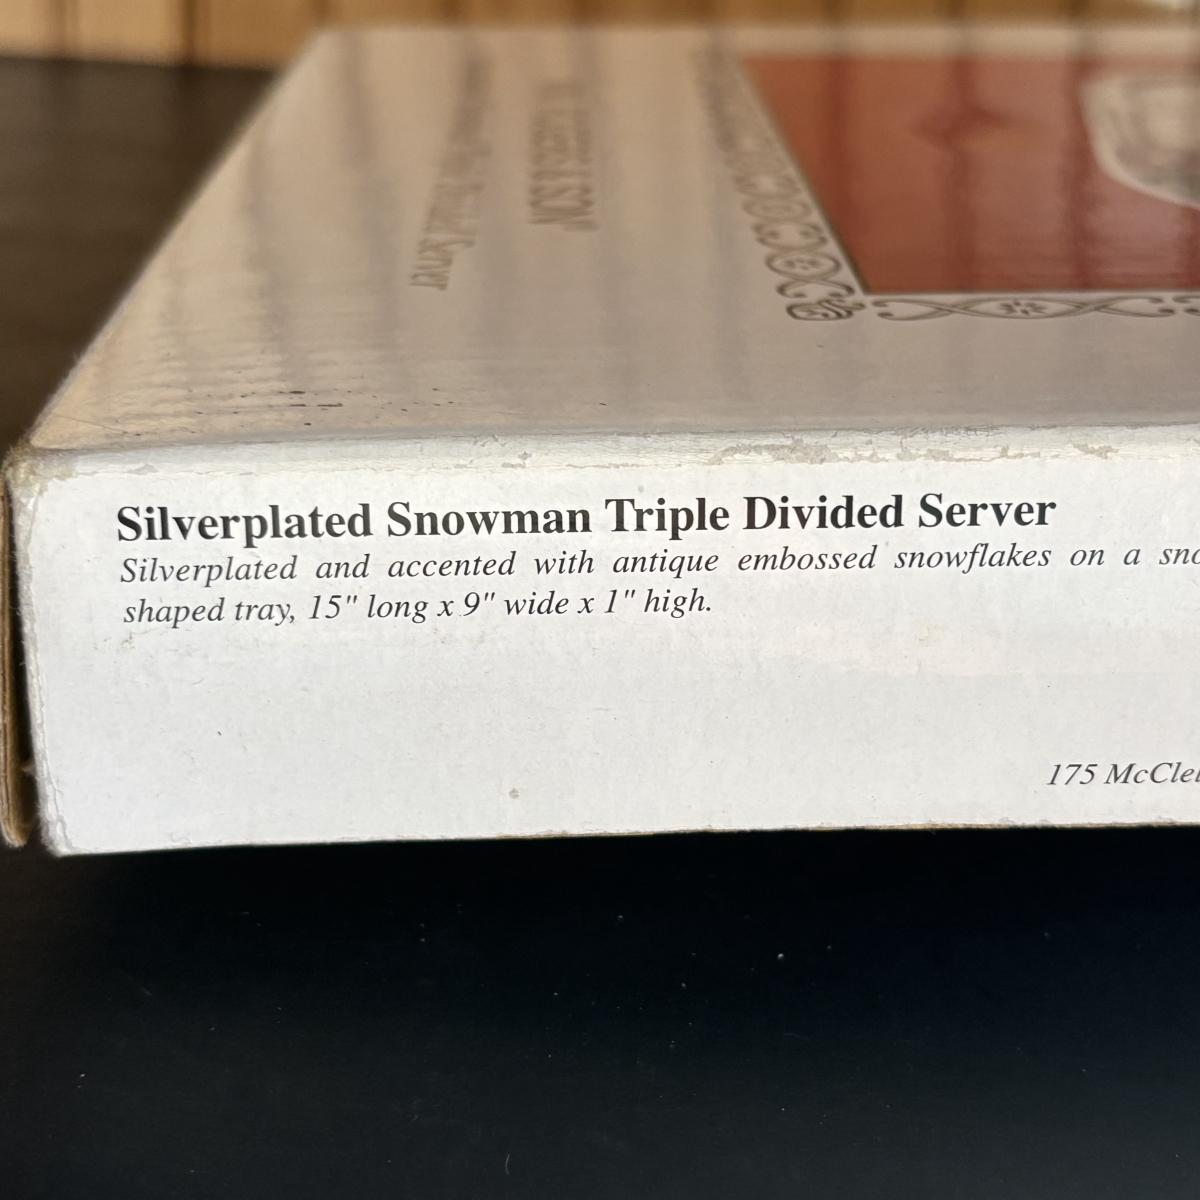 Silverplated Snowman Triple Divided Server
Silverplated and accented with antique embossed snowflakes on a
shaped tray, 15" long x 9" wide x 1" high.
175